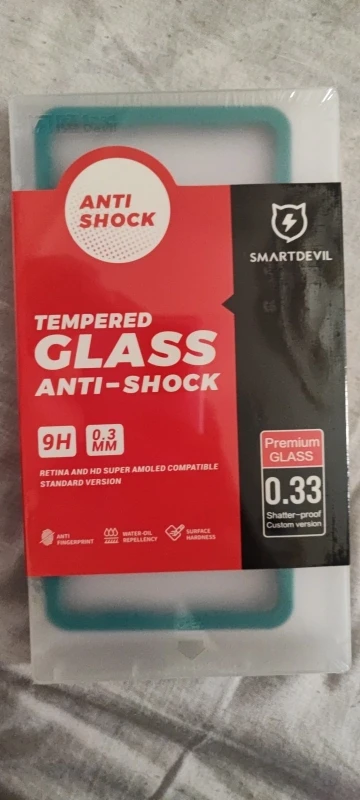 ANTI
SHOCK
SMARTDEVIL
TEMPERED
GLASS
ANTI-SHOCK
9H
0.3
MM
RETINA AND HD SUPER AMOLED COMPATIBLE
STANDARD VERSION
Premium
GLASS
0.33
Shatter-proof
Custom version
ANTI
FINGERPRINT
WATER-OIL
REPELLENCY
SURFACE
HARDNESS